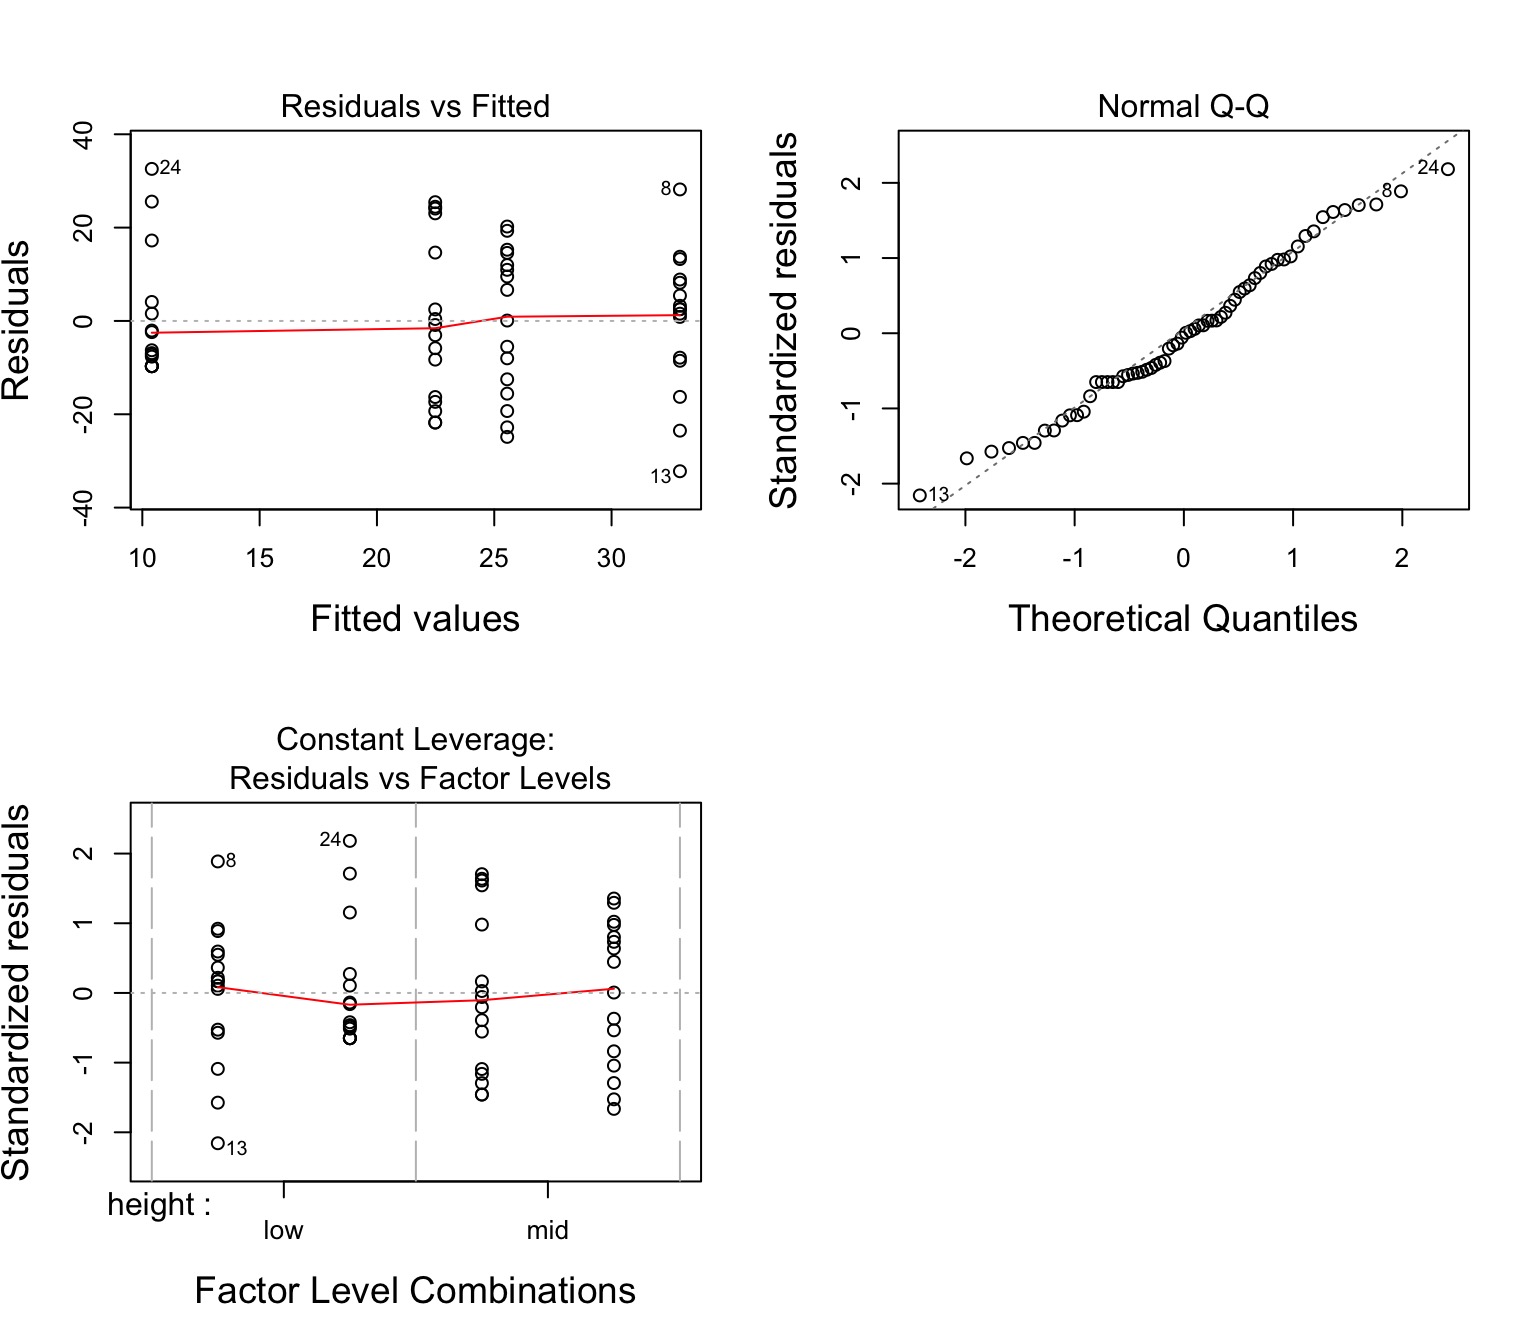 Residuals vs Fitted
Residuals
40
20
0
-20
-40
24
8
13
10 15 20 25 30
Fitted values
Normal Q-Q
Standardized residuals
2
1
0
-1
-2
24
8
13
-2 -1 0 1 2
Theoretical Quantiles
Constant Leverage:
Residuals vs Factor Levels
Standardized residuals
2
1
0
-1
-2
8
24
13
height :
low mid
Factor Level Combinations